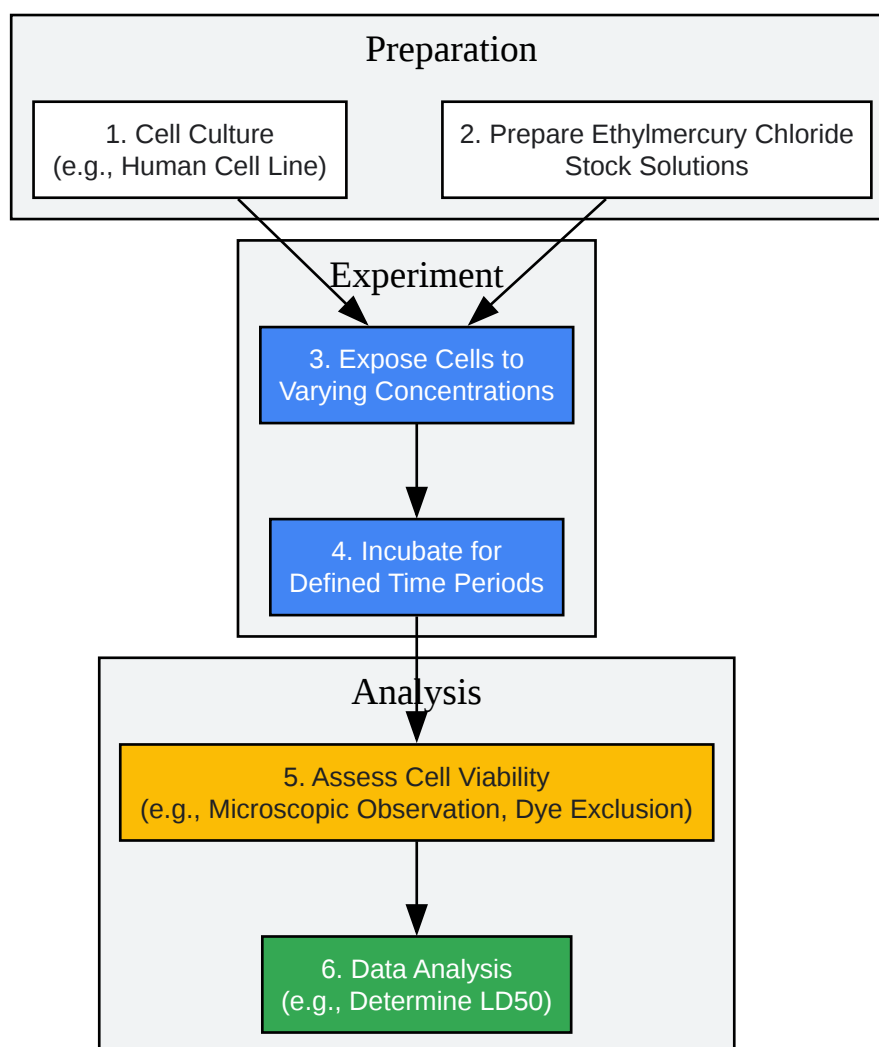 Preparation
1. Cell Culture
(e.g., Human Cell Line)
2. Prepare Ethylmercury Chloride
Stock Solutions
Experiment
3. Expose Cells to
Varying Concentrations
4. Incubate for
Defined Time Periods
Analysis
5. Assess Cell Viability
(e.g., Microscopic Observation, Dye Exclusion)
6. Data Analysis
(e.g., Determine LD50)